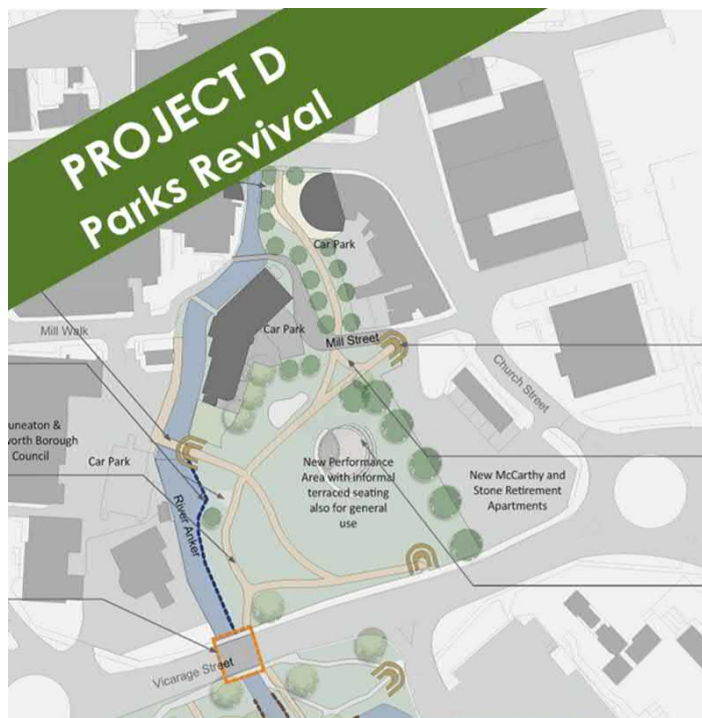 PROJECT D
Parks Revival
Car Park
Car Park
Mill Street
Mill Walk
Church Street
uneaton &
worth Borough
Council
Car Park
New Performance
Area with informal
terraced seating
also for general
use
New McCarthy and
Stone Retirement
Apartments
River Anker
Vicarage Street